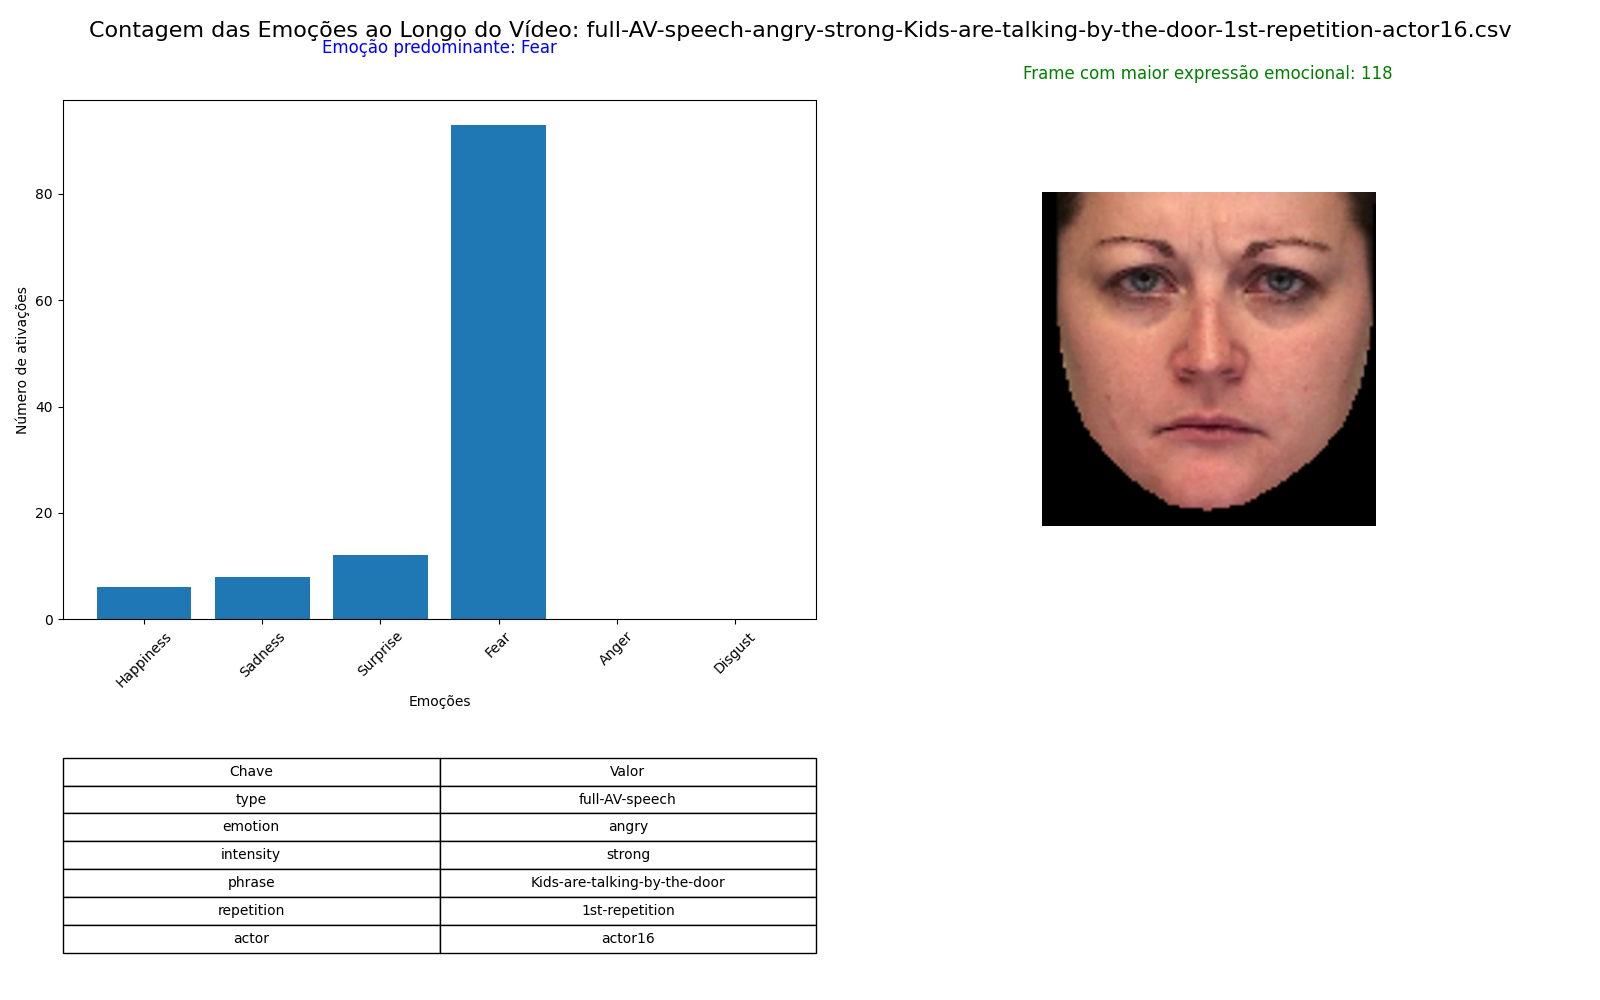 Contagem das Emoções ao Longo do Vídeo: full-AV-speech-angry-strong-Kids-are-talking-by-the-door-1st-repetition-actor16.csv
Emoção predominante: Fear
Frame com maior expressão emocional: 118
Número de ativações
80
60
40
20
0
Happiness
Sadness
Surprise
Fear
Anger
Disgust
Emoções
Chave Valor
type full-AV-speech
emotion angry
intensity strong
phrase Kids-are-talking-by-the-door
repetition 1st-repetition
actor actor16